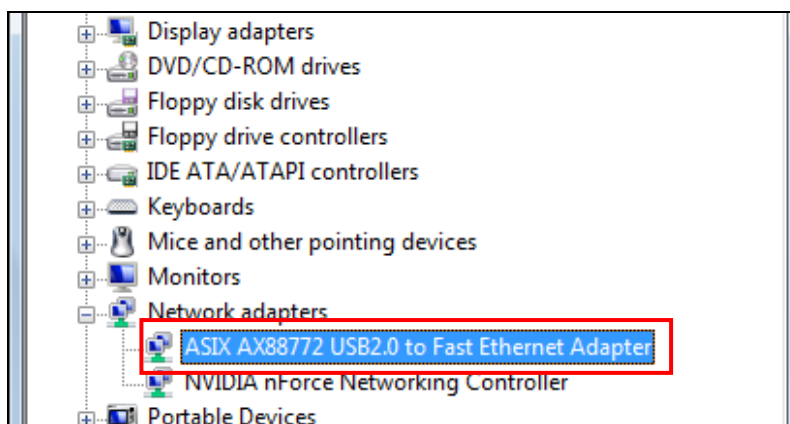 Display adapters
DVD/CD-ROM drives
Floppy disk drives
Floppy drive controllers
IDE ATA/ATAPI controllers
Keyboards
Mice and other pointing devices
Monitors
Network adapters
ASIX AX88772 USB2.0 to Fast Ethernet Adapter
NVIDIA nForce Networking Controller
Portable Devices